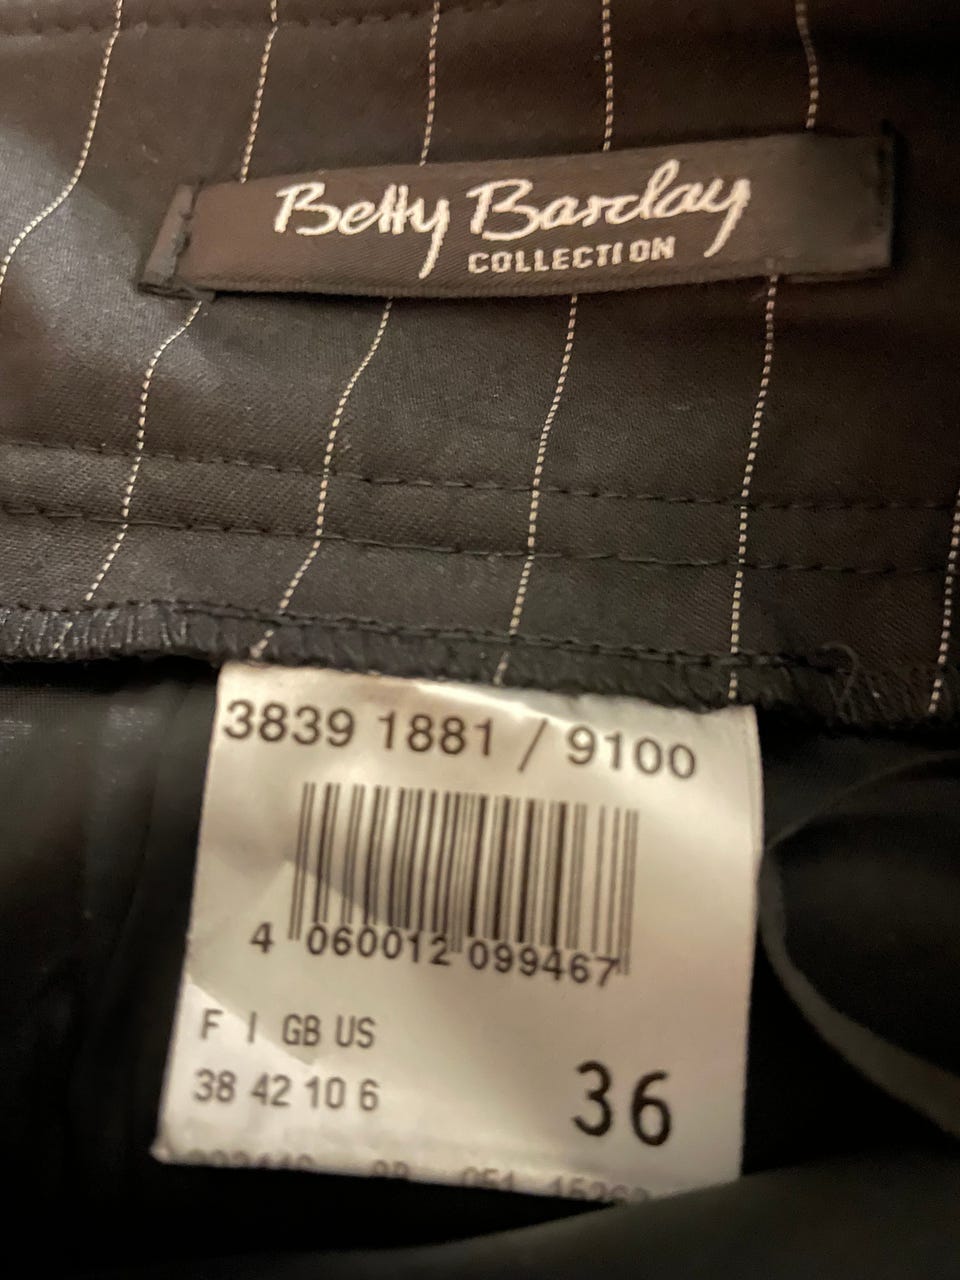 Betty Barclay
COLLECTION
3839 1881 / 9100
4 060012 099467
F I GB US
38 42 10 6
36